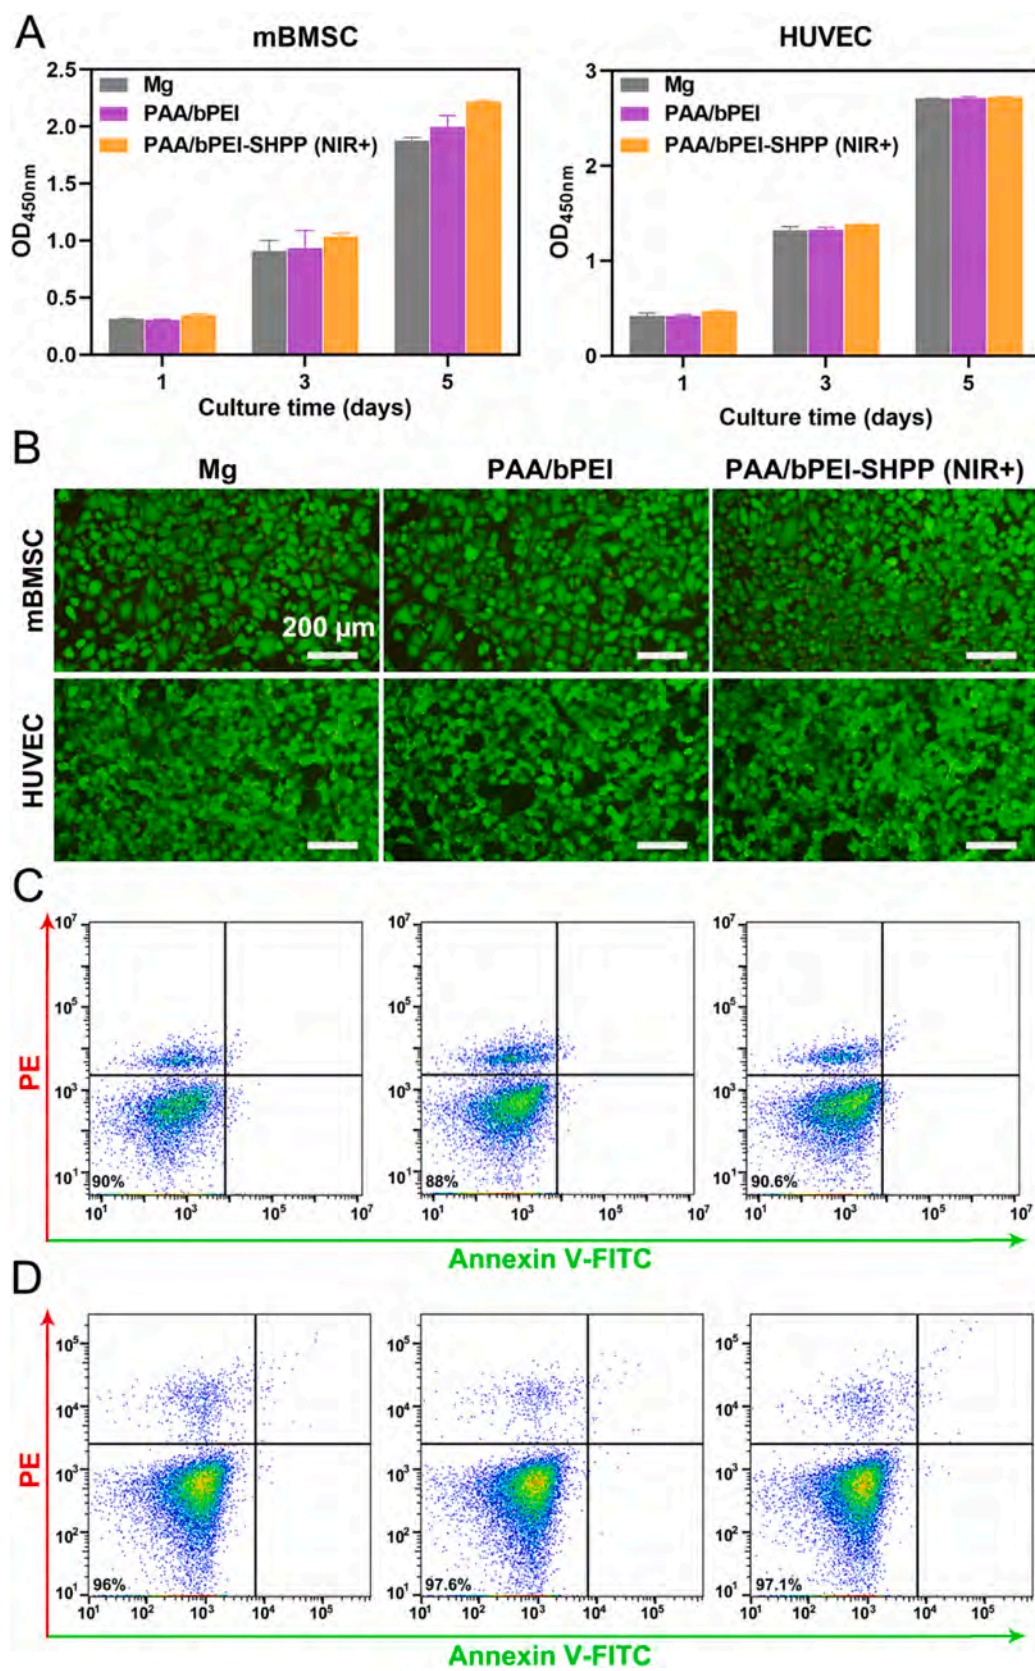 A
mBMSC
HUVEC
2.5
2.0
1.5
1.0
0.5
0.0
OD450nm
Mg
PAA/bPEI
PAA/bPEI-SHPP (NIR+)
1 3 5
Culture time (days)
3
2
1
0
OD450nm
Mg
PAA/bPEI
PAA/bPEI-SHPP (NIR+)
1 3 5
Culture time (days)
B
Mg PAA/bPEI PAA/bPEI-SHPP (NIR+)
mBMSC
200 μm
HUVEC
C
PE
10⁷
10⁵
10³
10¹
90%
10¹ 10³ 10⁵ 10⁷
10⁷
10⁵
10³
10¹
88%
10¹ 10³ 10⁵ 10⁷
10⁷
10⁵
10³
10¹
90.6%
10¹ 10³ 10⁵ 10⁷
Annexin V-FITC
D
PE
10⁵
10⁴
10³
10²
10¹
96%
10¹ 10² 10³ 10⁴ 10⁵
10⁵
10⁴
10³
10²
10¹
97.6%
10¹ 10² 10³ 10⁴ 10⁵
10⁵
10⁴
10³
10²
10¹
97.1%
10¹ 10² 10³ 10⁴ 10⁵
Annexin V-FITC